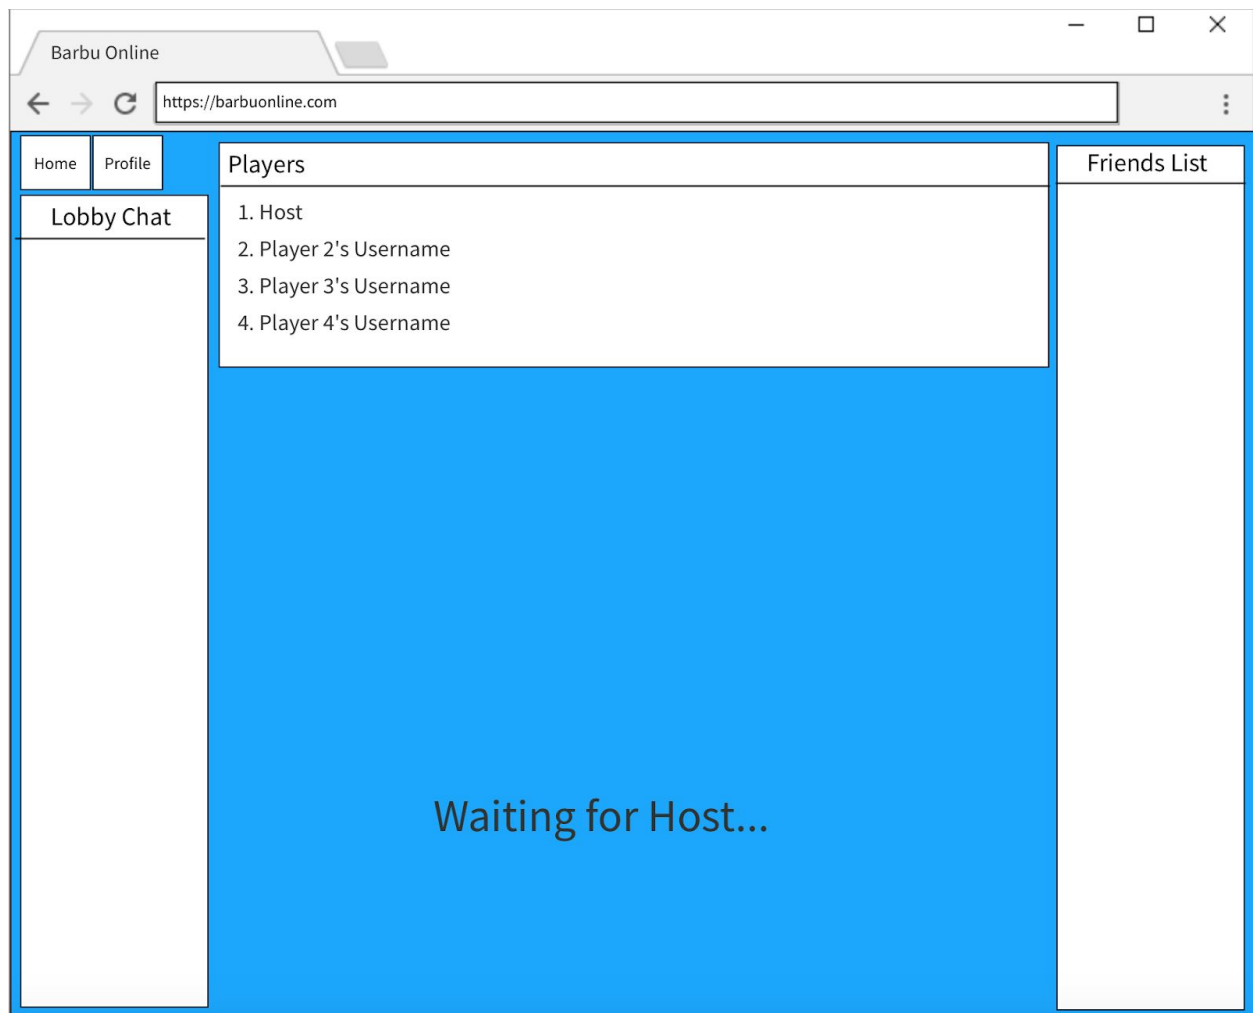 Barbu Online
https://barbuonline.com
Home
Profile
Lobby Chat
Players
1. Host
2. Player 2's Username
3. Player 3's Username
4. Player 4's Username
Waiting for Host...
Friends List